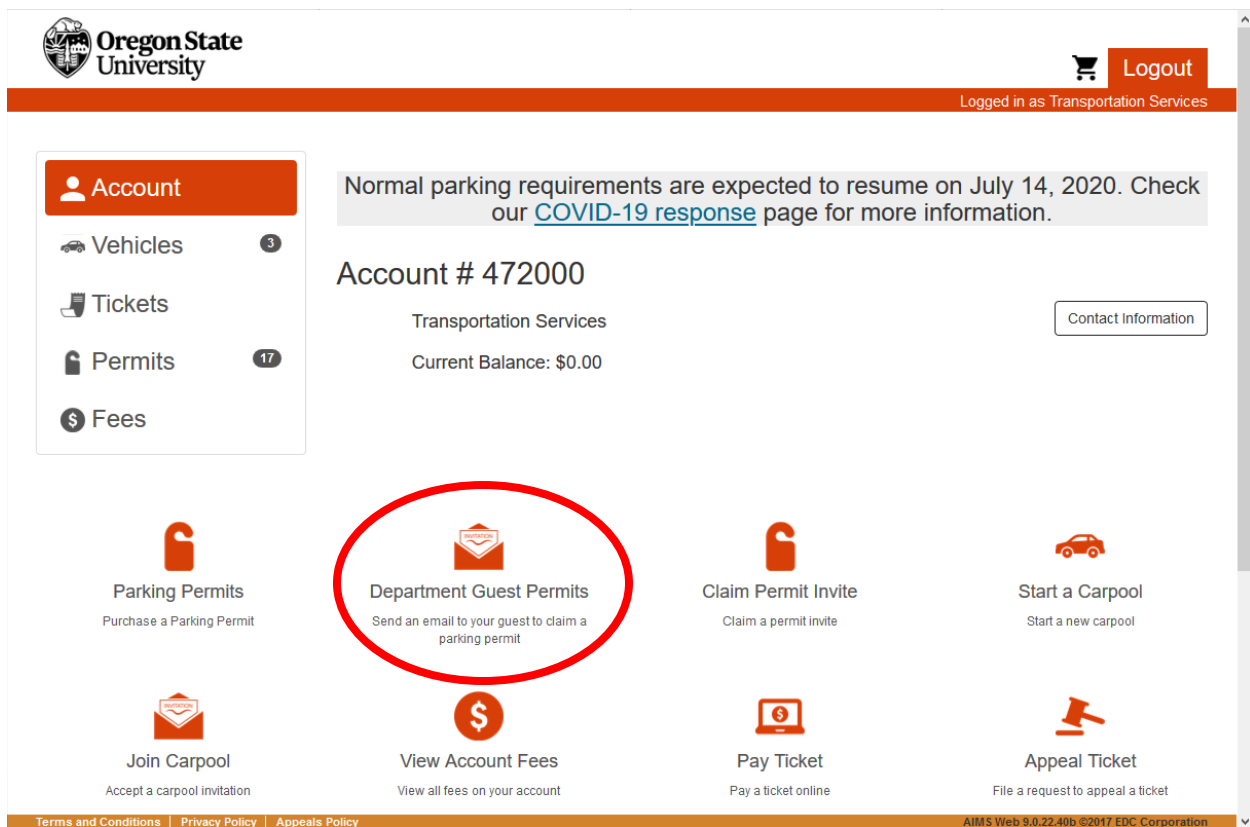 Oregon State
University
Logout
Logged in as Transportation Services
Account
Vehicles 3
Tickets
Permits 17
Fees
Normal parking requirements are expected to resume on July 14, 2020. Check
our COVID-19 response page for more information.
Account # 472000
Transportation Services
Contact Information
Current Balance: $0.00
INVITATION
Parking Permits
Department Guest Permits
Claim Permit Invite
Start a Carpool
Purchase a Parking Permit
Send an email to your guest to claim a
parking permit
Claim a permit invite
Start a new carpool
INVITATION
Join Carpool
View Account Fees
Pay Ticket
Appeal Ticket
Accept a carpool invitation
View all fees on your account
Pay a ticket online
File a request to appeal a ticket
Terms and Conditions | Privacy Policy | Appeals Policy
AIMS Web 9.0.22.40b ©2017 EDC Corporation